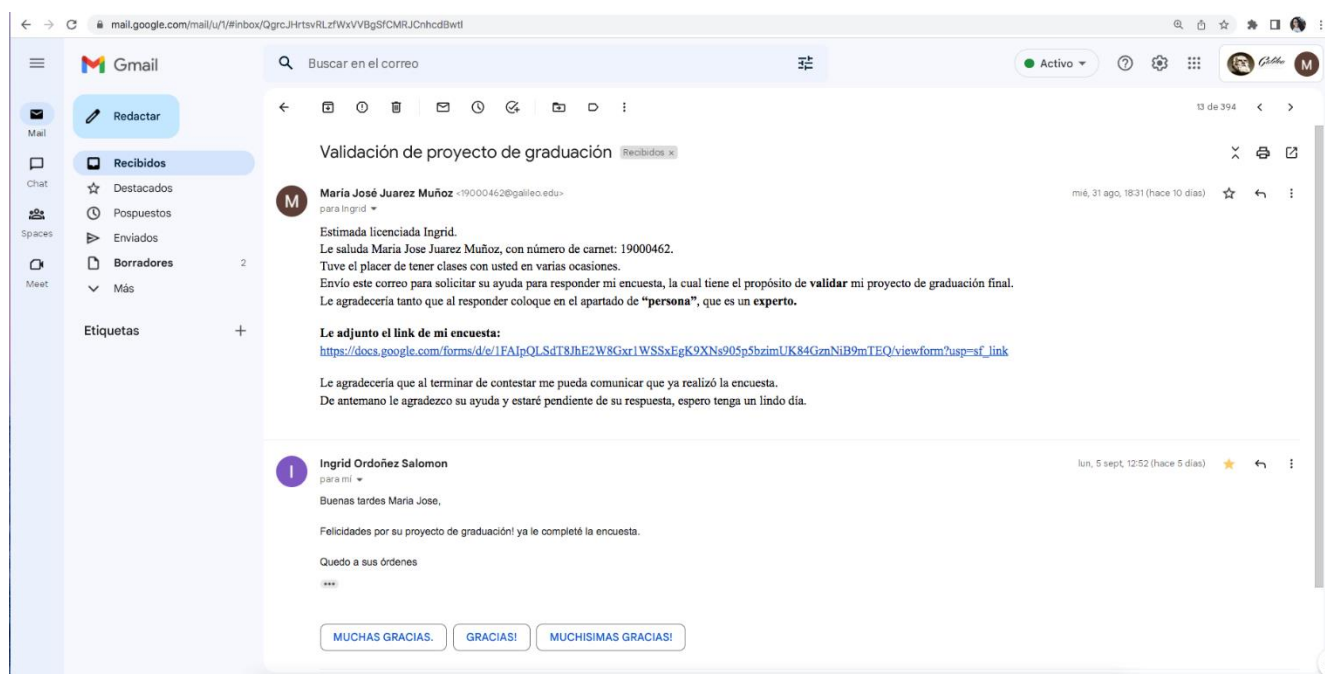 mail.google.com/mail/u/1/#inbox/QgrcJHrtsvRLzfWxVVBgSfCMRJCnhcdBwtl
Gmail
Buscar en el correo
Activo
Galileo
M
Mail
Redactar
13 de 394
Chat
Recibidos
Validación de proyecto de graduación Recibidos x
Destacados
Spaces
Pospuestos
Enviados
Meet
Borradores 2
Más
Etiquetas +
M
María José Juarez Muñoz <19000462@galileo.edu>
mié, 31 ago, 18:31 (hace 10 días)
para Ingrid
Estimada licenciada Ingrid.
Le saluda Maria Jose Juarez Muñoz, con número de carnet: 19000462.
Tuve el placer de tener clases con usted en varias ocasiones.
Envío este correo para solicitar su ayuda para responder mi encuesta, la cual tiene el propósito de validar mi proyecto de graduación final.
Le agradecería tanto que al responder coloque en el apartado de “persona”, que es un experto.
Le adjunto el link de mi encuesta:
https://docs.google.com/forms/d/e/1FAIpQLSdT8JhE2W8Gxr1WSSxEgK9XNs905p5bzimUK84GznNiB9mTEQ/viewform?usp=sf_link
Le agradecería que al terminar de contestar me pueda comunicar que ya realizó la encuesta.
De antemano le agradezco su ayuda y estaré pendiente de su respuesta, espero tenga un lindo día.
I
Ingrid Ordoñez Salomon
lun, 5 sept, 12:52 (hace 5 días)
para mí
Buenas tardes Maria Jose,
Felicidades por su proyecto de graduación! ya le completé la encuesta.
Quedo a sus órdenes
MUCHAS GRACIAS. GRACIAS! MUCHISIMAS GRACIAS!